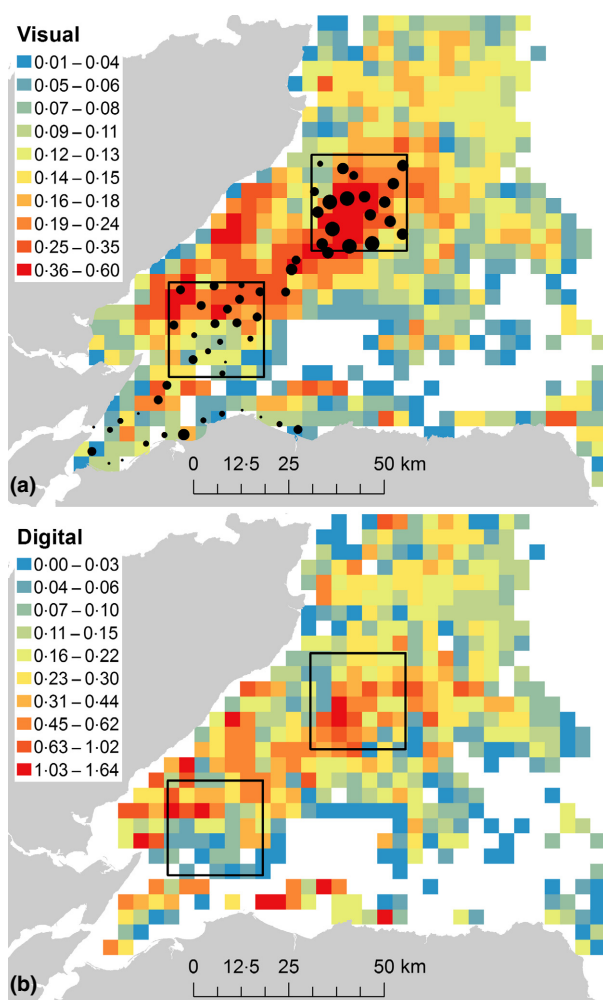 Visual
0·01 – 0·04
0·05 – 0·06
0·07 – 0·08
0·09 – 0·11
0·12 – 0·13
0·14 – 0·15
0·16 – 0·18
0·19 – 0·24
0·25 – 0·35
0·36 – 0·60
0 12·5 25 50 km
(a)
Digital
0·00 – 0·03
0·04 – 0·06
0·07 – 0·10
0·11 – 0·15
0·16 – 0·22
0·23 – 0·30
0·31 – 0·44
0·45 – 0·62
0·63 – 1·02
1·03 – 1·64
0 12·5 25 50 km
(b)